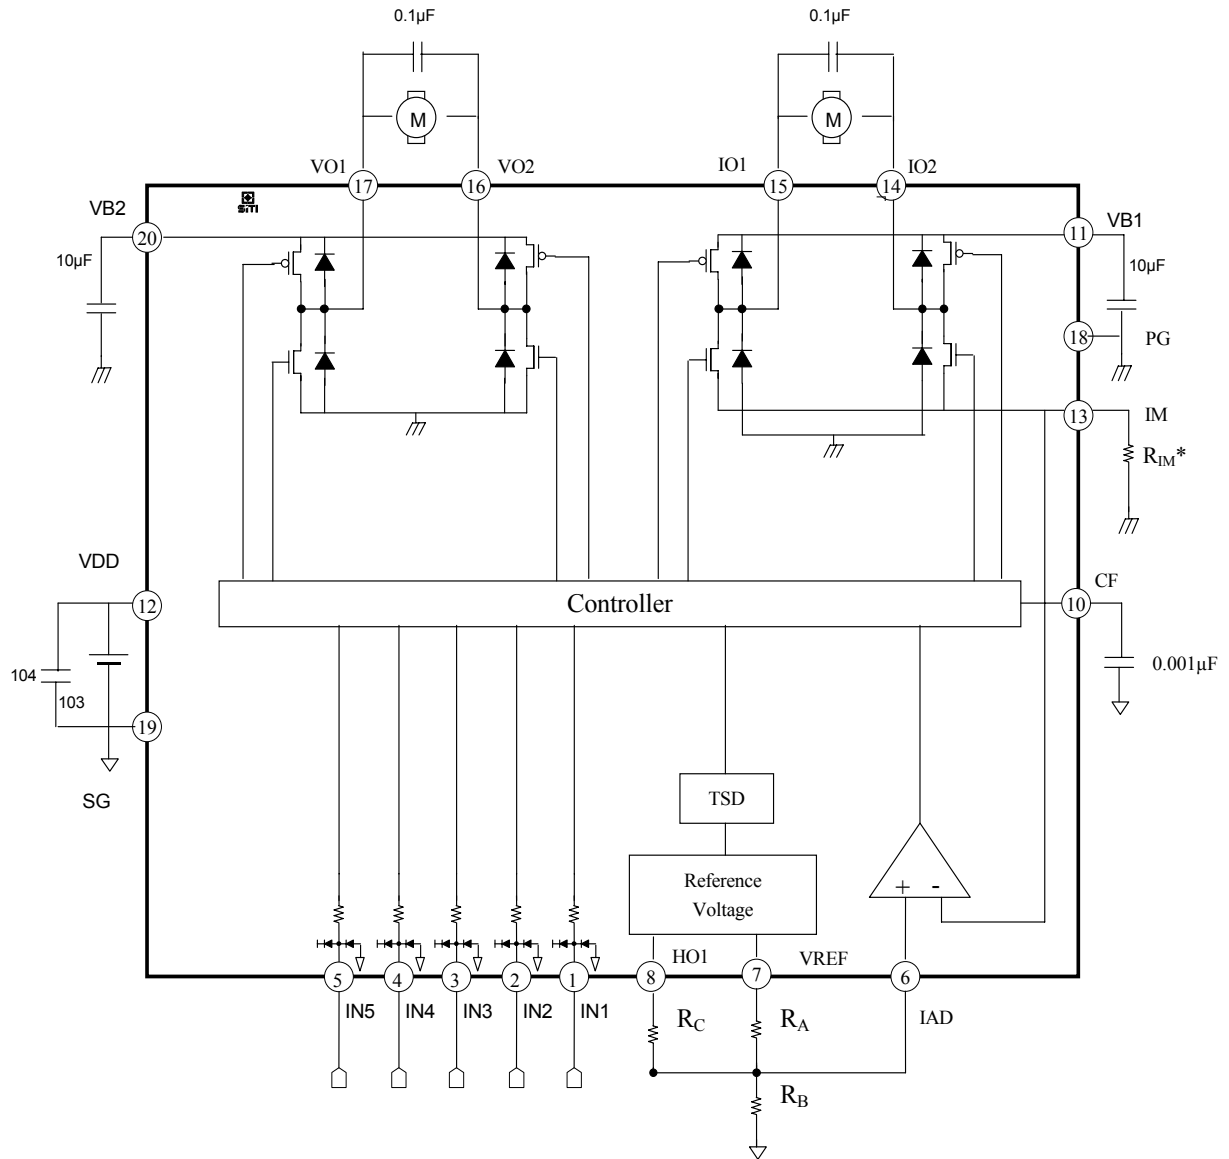 0.1µF
0.1µF
M
M
VO1
VO2
IO1
IO2
17
16
15
14
SiTI
VB2
20
10µF
11
VB1
10µF
18
PG
13
IM
RIM*
VDD
12
Controller
10
CF
104
103
0.001µF
19
SG
TSD
Reference
Voltage
+ -
HO1
VREF
5
4
3
2
1
8
7
6
IN5
IN4
IN3
IN2
IN1
RC
RA
IAD
RB